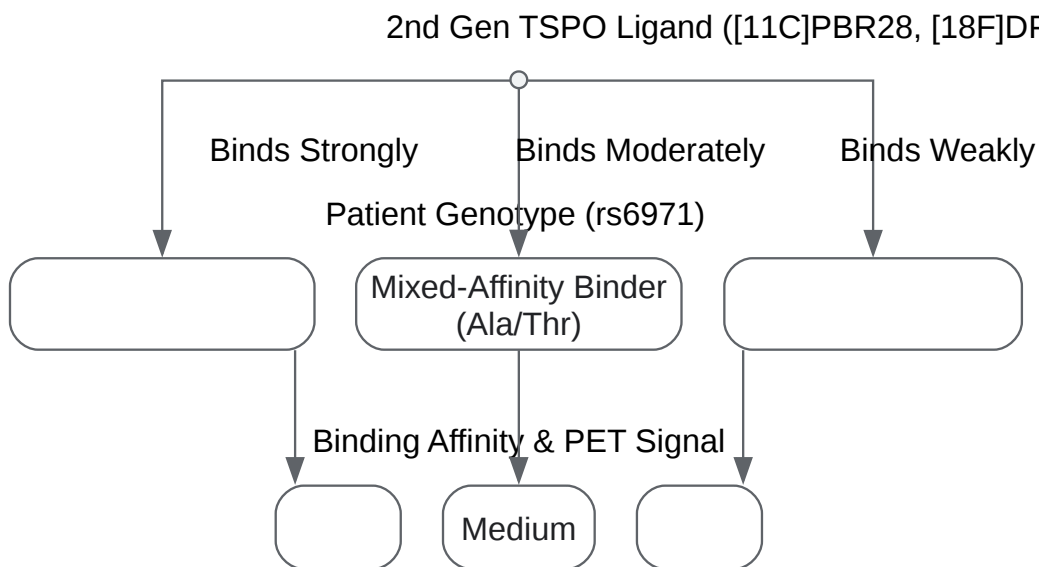 2nd Gen TSPO Ligand ([11C]PBR28, [18F]DP
Binds Strongly
Binds Moderately
Binds Weakly
Patient Genotype (rs6971)
Mixed-Affinity Binder
(Ala/Thr)
Binding Affinity & PET Signal
Medium